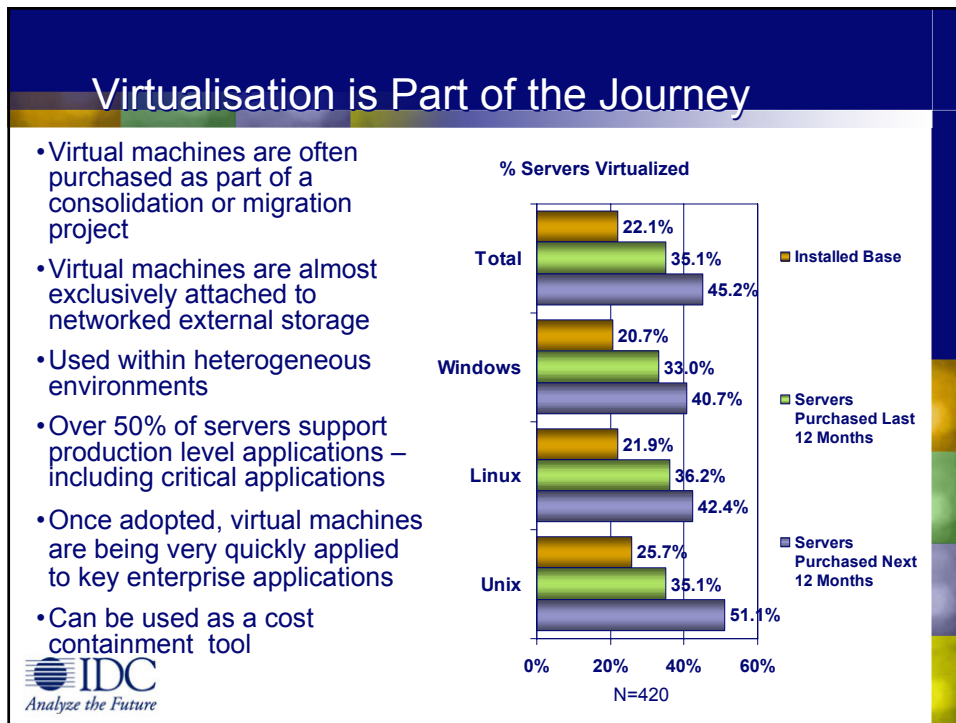 Virtualisation is Part of the Journey
•Virtual machines are often
purchased as part of a
consolidation or migration
project
•Virtual machines are almost
exclusively attached to
networked external storage
•Used within heterogeneous
environments
•Over 50% of servers support
production level applications –
including critical applications
•Once adopted, virtual machines
are being very quickly applied
to key enterprise applications
•Can be used as a cost
containment tool
% Servers Virtualized
Total
22.1%
35.1%
45.2%
Windows
20.7%
33.0%
40.7%
Linux
21.9%
36.2%
42.4%
Unix
25.7%
35.1%
51.1%
0% 20% 40% 60%
N=420
Installed Base
Servers
Purchased Last
12 Months
Servers
Purchased Next
12 Months
IDC
Analyze the Future